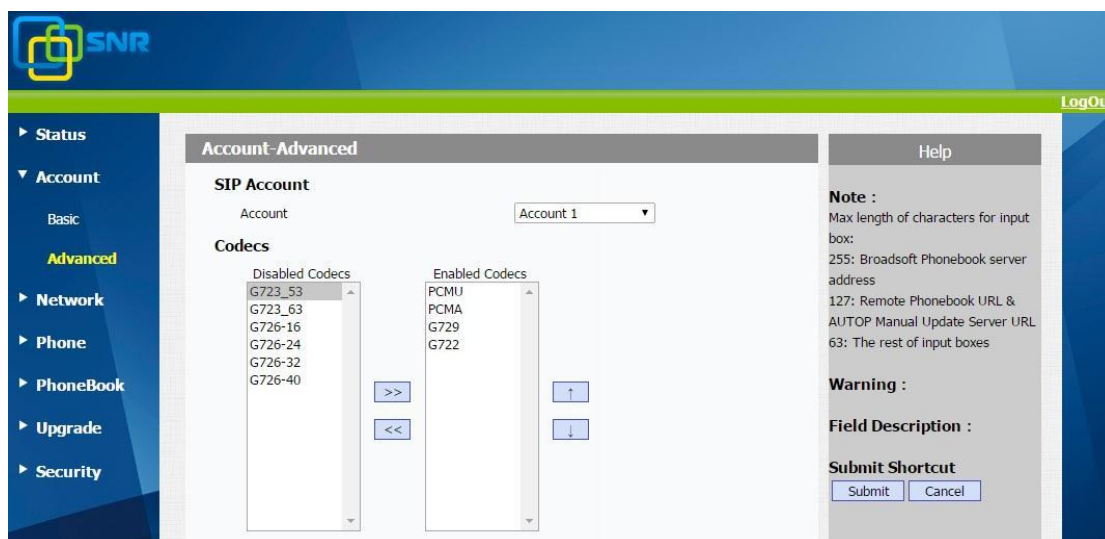 SNR
LogOu
Status
Account
Basic
Advanced
Network
Phone
PhoneBook
Upgrade
Security
Account-Advanced
SIP Account
Account
Account 1
Codecs
Disabled Codecs
G723_53
G723_63
G726-16
G726-24
G726-32
G726-40
>>
<<
Enabled Codecs
PCMU
PCMA
G729
G722
↑
↓
Help
Note :
Max length of characters for input
box:
255: Broadsoft Phonebook server
address
127: Remote Phonebook URL &
AUTOP Manual Update Server URL
63: The rest of input boxes
Warning :
Field Description :
Submit Shortcut
Submit
Cancel